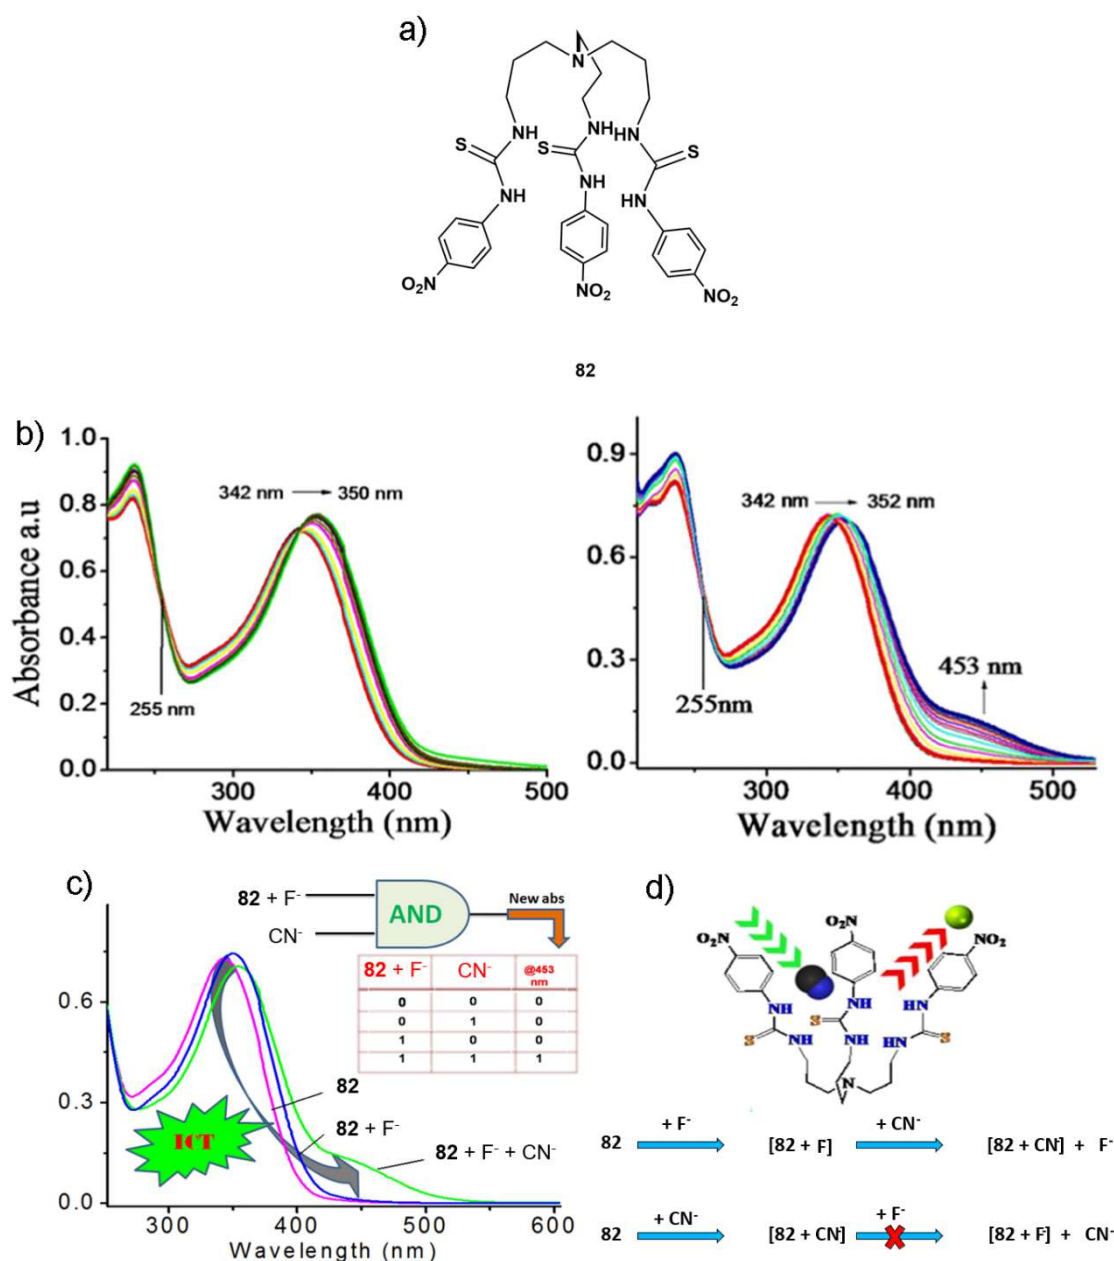 a)
N
NH NH HN
S S S
NH NH NH
O₂N NO₂ NO₂
82
b)
1.0
0.8
0.6
0.4
0.2
0.0
Absorbance a.u
342 nm 350 nm
255 nm
300 400 500
Wavelength (nm)
0.9
0.6
0.3
0.0
342 nm 352 nm
453 nm
255nm
300 400 500
Wavelength (nm)
c)
82 + F-
CN-
AND
New abs
82 + F- CN- @453 nm
0 0 0
0 1 0
1 0 0
1 1 1
0.6
0.3
0.0
82
82 + F-
82 + F- + CN-
ICT
300 400 500 600
Wavelength (nm)
d)
O₂N O₂N NO₂
NH NH HN
S S S
NH NH HN
N
82 + F- [82 + F] + CN- [82 + CN] + F-
82 + CN- [82 + CN] + F- [82 + F] + CN-